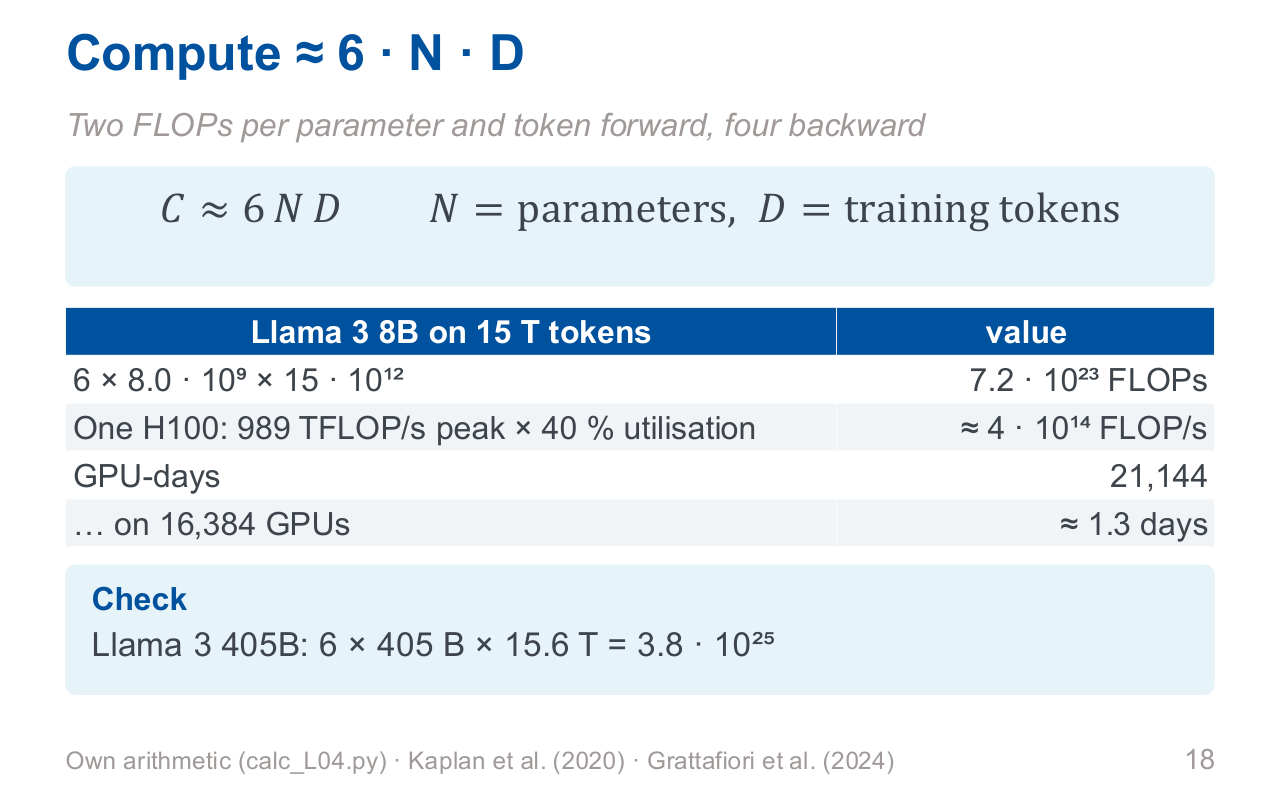 Compute ≈ 6 · N · D
Two FLOPs per parameter and token forward, four backward
C ≈ 6 N D N = parameters, D = training tokens
Llama 3 8B on 15 T tokens value
6 × 8.0 · 10⁹ × 15 · 10¹² 7.2 · 10²³ FLOPs
One H100: 989 TFLOP/s peak × 40 % utilisation ≈ 4 · 10¹⁴ FLOP/s
GPU-days 21,144
… on 16,384 GPUs ≈ 1.3 days
Check
Llama 3 405B: 6 × 405 B × 15.6 T = 3.8 · 10²⁵
Own arithmetic (calc_L04.py) · Kaplan et al. (2020) · Grattafiori et al. (2024) 18